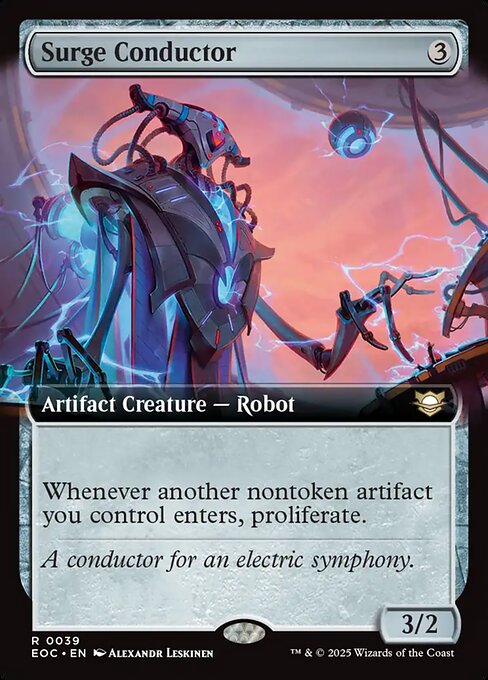 Surge Conductor 3
Artifact Creature — Robot
Whenever another nontoken artifact
you control enters, proliferate.
A conductor for an electric symphony.
3/2
R 0039
EOC • EN Alexandr Leskinen
™ & © 2025 Wizards of the Coast